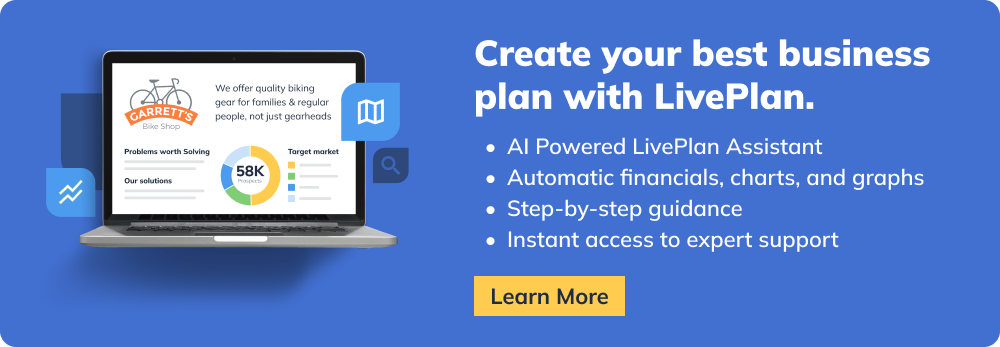 GARRETT'S
Bike Shop
We offer quality biking
gear for families & regular
people, not just gearheads
Problems worth Solving
Our solutions
58K
Prospects
Target market
Create your best business
plan with LivePlan.
• AI Powered LivePlan Assistant
• Automatic financials, charts, and graphs
• Step-by-step guidance
• Instant access to expert support
Learn More